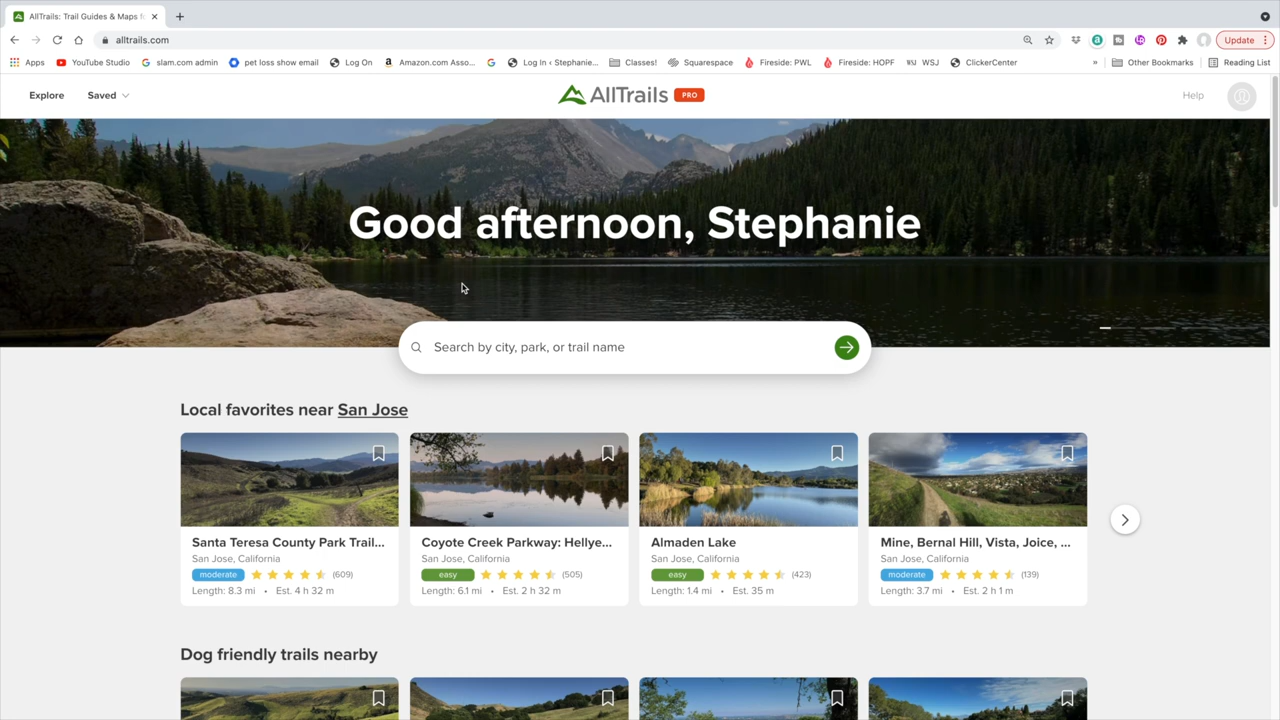 AllTrails: Trail Guides & Maps fo
alltrails.com
Update
Apps
YouTube Studio
slam.com admin
pet loss show email
Log On
Amazon.com Asso...
Log In ‹ Stephanie...
Classes!
Squarespace
Fireside: PWL
Fireside: HOPF
WSJ
ClickerCenter
»
Other Bookmarks
Reading List
Explore
Saved
AllTrails PRO
Help
Good afternoon, Stephanie
Search by city, park, or trail name
Local favorites near San Jose
Santa Teresa County Park Trail...
San Jose, California
moderate (609)
Length: 8.3 mi • Est. 4 h 32 m
Coyote Creek Parkway: Hellye...
San Jose, California
easy (505)
Length: 6.1 mi • Est. 2 h 32 m
Almaden Lake
San Jose, California
easy (423)
Length: 1.4 mi • Est. 35 m
Mine, Bernal Hill, Vista, Joice, ...
San Jose, California
moderate (139)
Length: 3.7 mi • Est. 2 h 1 m
Dog friendly trails nearby